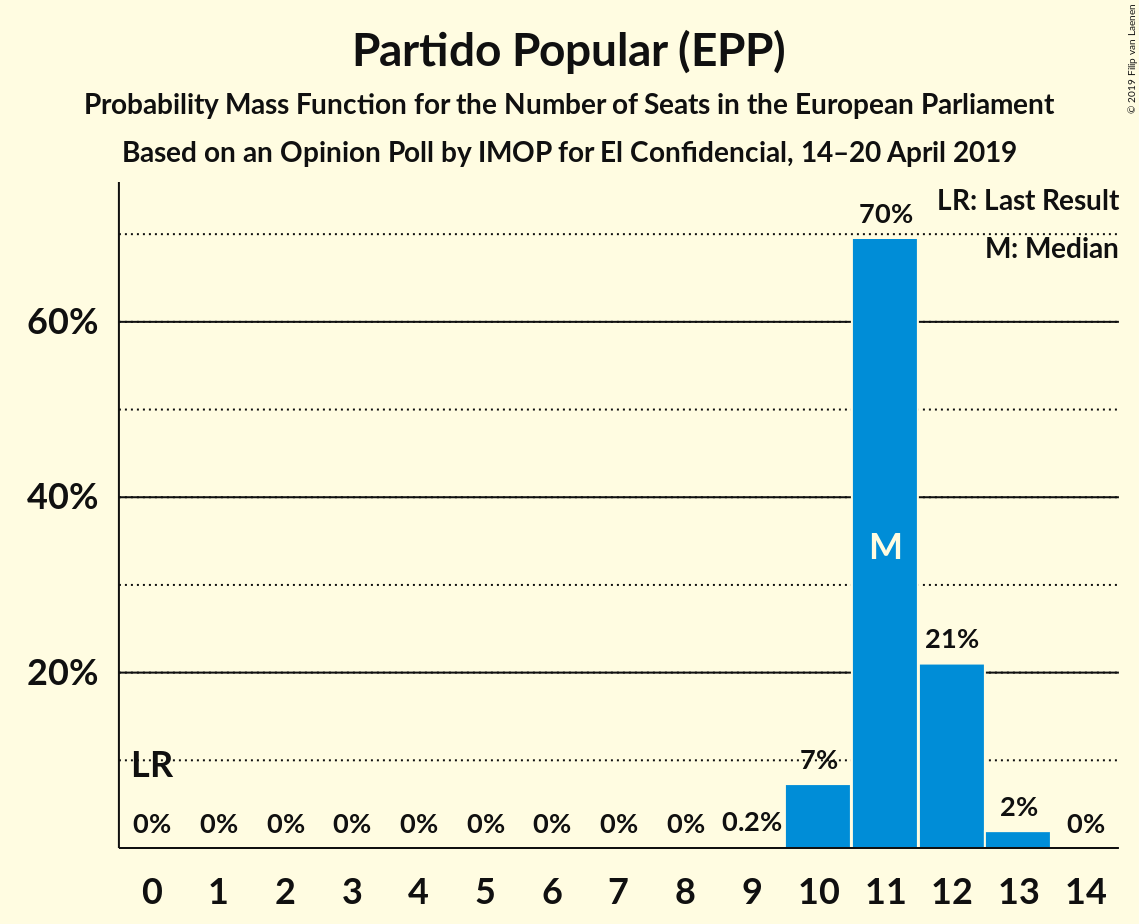 Partido Popular (EPP)
Probability Mass Function for the Number of Seats in the European Parliament
Based on an Opinion Poll by IMOP for El Confidencial, 14–20 April 2019
© 2019 Filip van Laenen
LR: Last Result
M: Median
70%
60%
40%
M
21%
20%
LR
7%
2%
0% 0% 0% 0% 0% 0% 0% 0% 0% 0.2% 0%
0 1 2 3 4 5 6 7 8 9 10 11 12 13 14